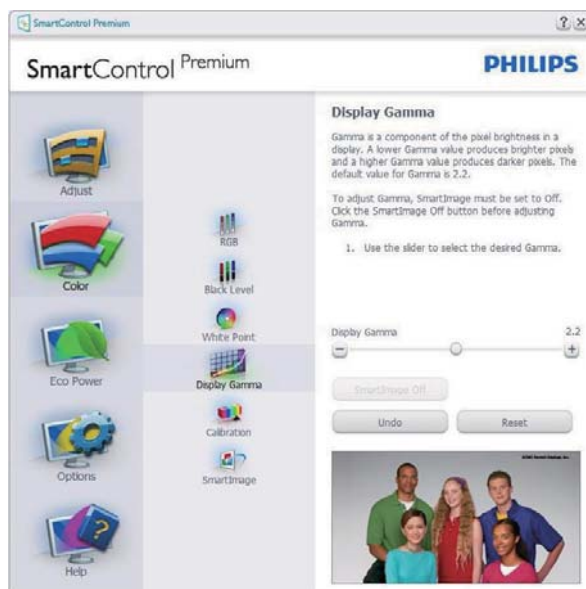 SmartControl Premium
SmartControl Premium
PHILIPS
Adjust
Color
Eco Power
Options
Help
RGB
Black Level
White Point
Display Gamma
Calibration
SmartImage
Display Gamma
Gamma is a component of the pixel brightness in a
display. A lower Gamma value produces brighter pixels
and a higher Gamma value produces darker pixels. The
default value for Gamma is 2.2.
To adjust Gamma, SmartImage must be set to Off.
Click the SmartImage Off button before adjusting
Gamma.
1. Use the slider to select the desired Gamma.
Display Gamma 2.2
SmartImage Off
Undo Reset